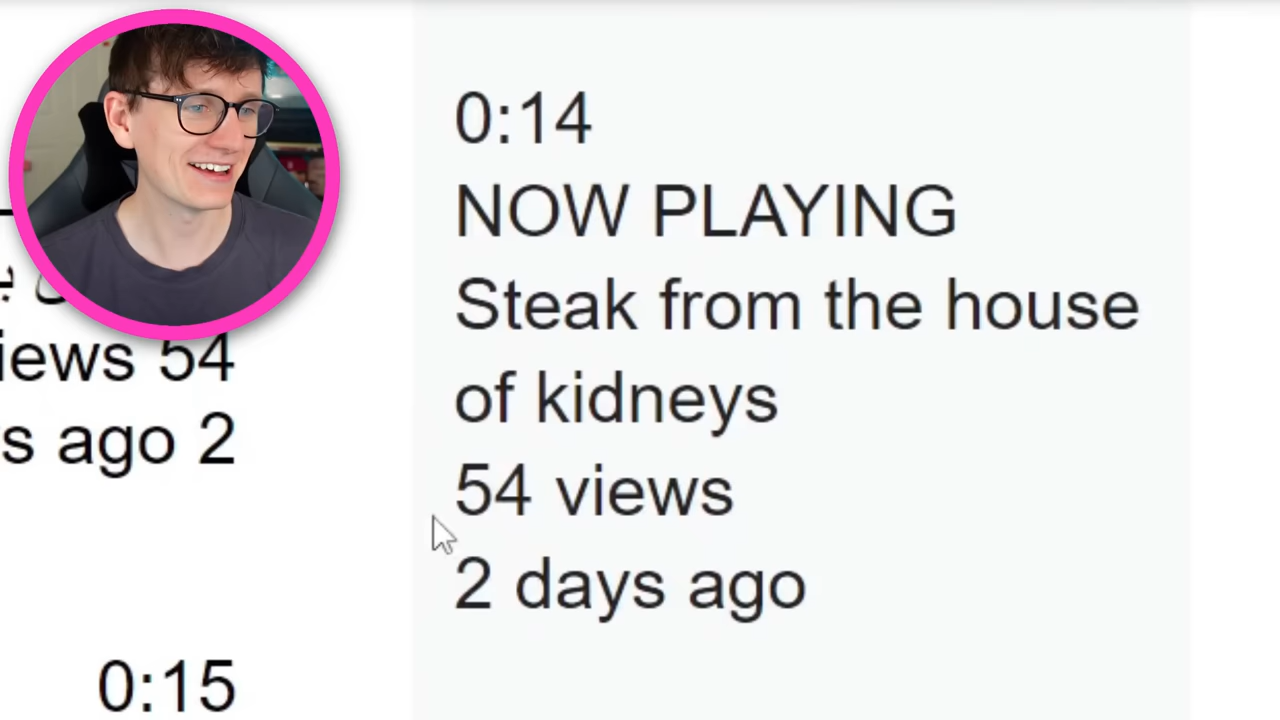 iews 54
s ago 2
0:15
0:14
NOW PLAYING
Steak from the house
of kidneys
54 views
2 days ago